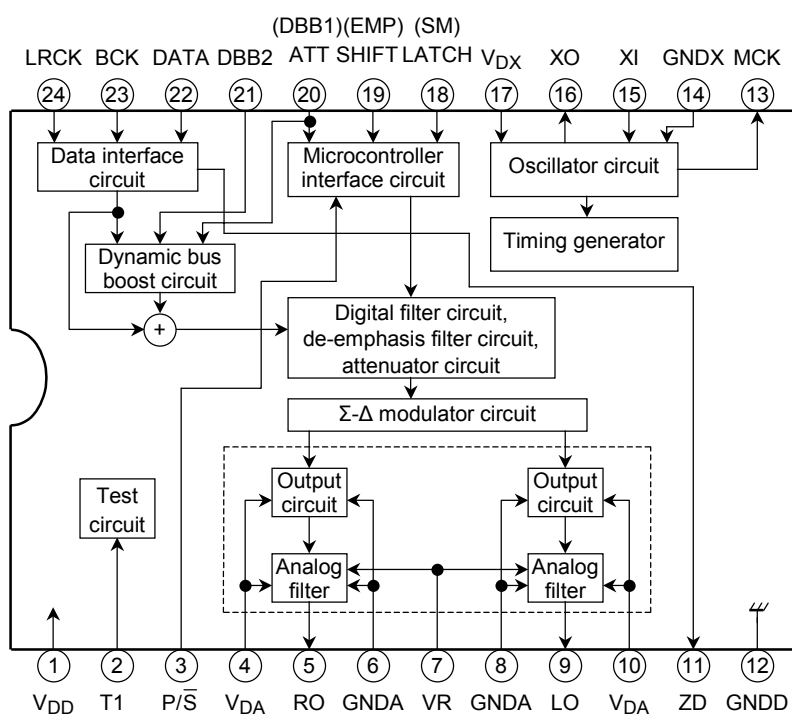 (DBB1)(EMP) (SM)
LRCK BCK DATA DBB2 ATT SHIFT LATCH VDX XO XI GNDX MCK
24 23 22 21 20 19 18 17 16 15 14 13
Data interface
circuit
Microcontroller
interface circuit
Oscillator circuit
Timing generator
Dynamic bus
boost circuit
+
Digital filter circuit,
de-emphasis filter circuit,
attenuator circuit
Σ-Δ modulator circuit
Test
circuit
Output
circuit
Output
circuit
Analog
filter
Analog
filter
1 2 3 4 5 6 7 8 9 10 11 12
VDD T1 P/S̅ VDA RO GNDA VR GNDA LO VDA ZD GNDD